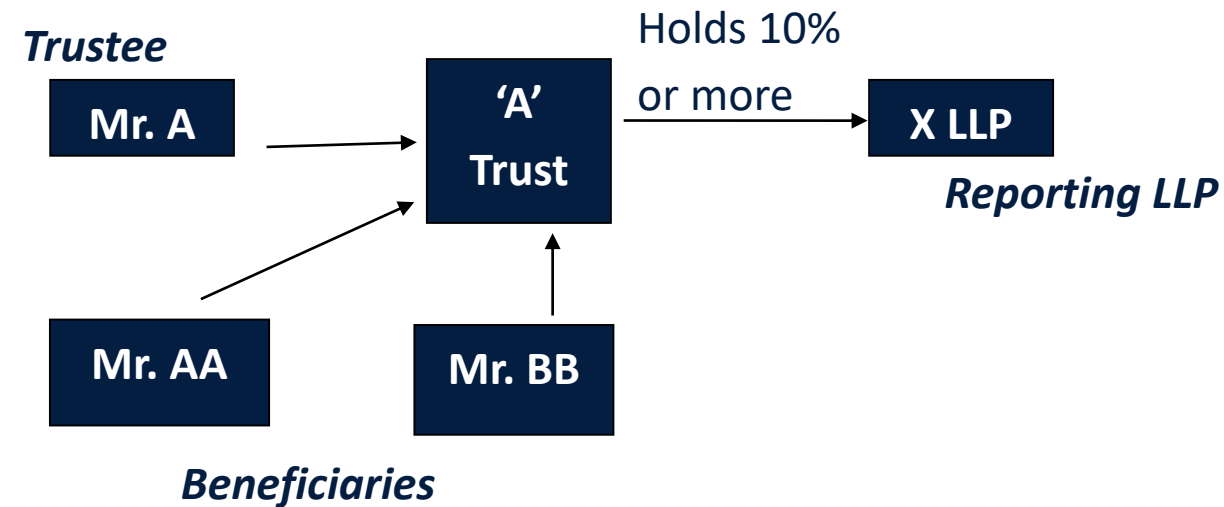 Trustee
Mr. A
‘A’
Trust
Holds 10%
or more
X LLP
Reporting LLP
Mr. AA
Mr. BB
Beneficiaries